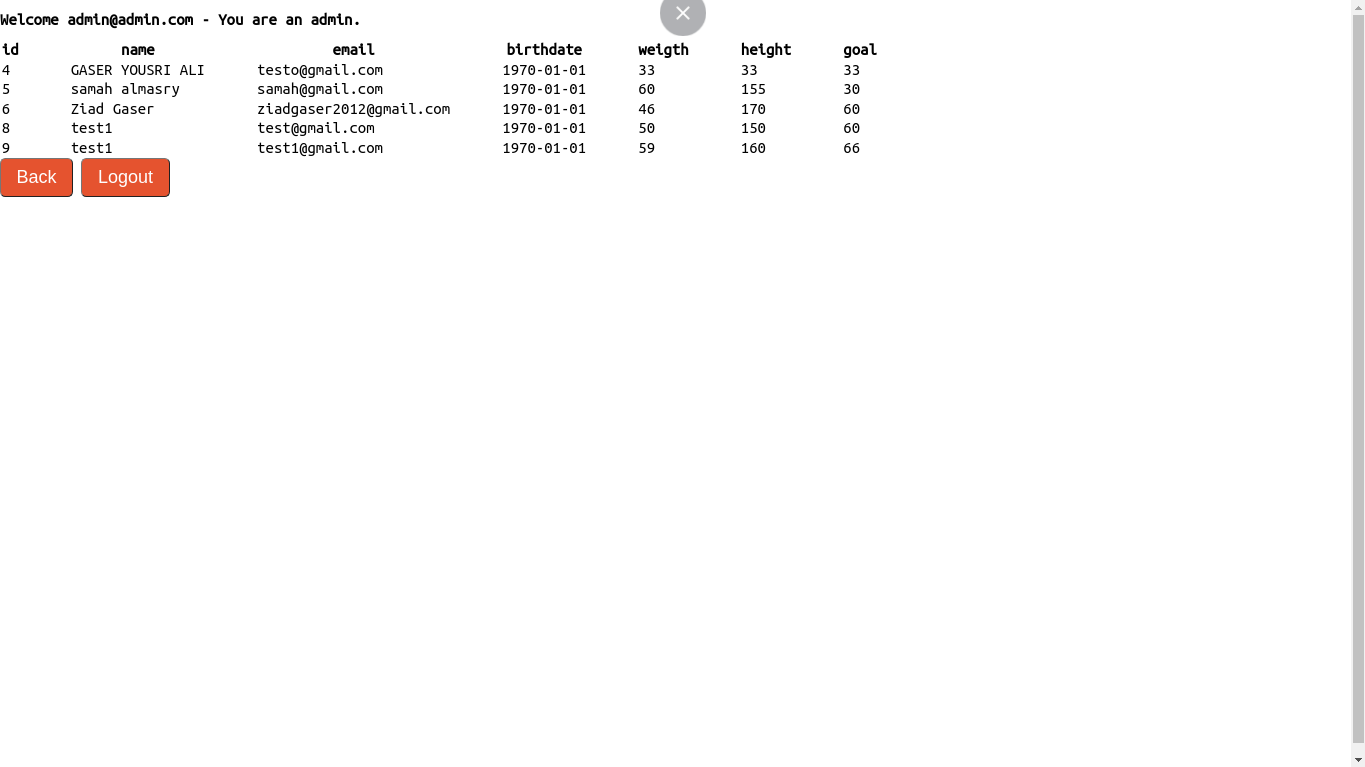 Welcome admin@admin.com - You are an admin.
id name email birthdate weigth height goal
4 GASER YOUSRI ALI testo@gmail.com 1970-01-01 33 33 33
5 samah almasry samah@gmail.com 1970-01-01 60 155 30
6 Ziad Gaser ziadgaser2012@gmail.com 1970-01-01 46 170 60
8 test1 test@gmail.com 1970-01-01 50 150 60
9 test1 test1@gmail.com 1970-01-01 59 160 66
Back Logout